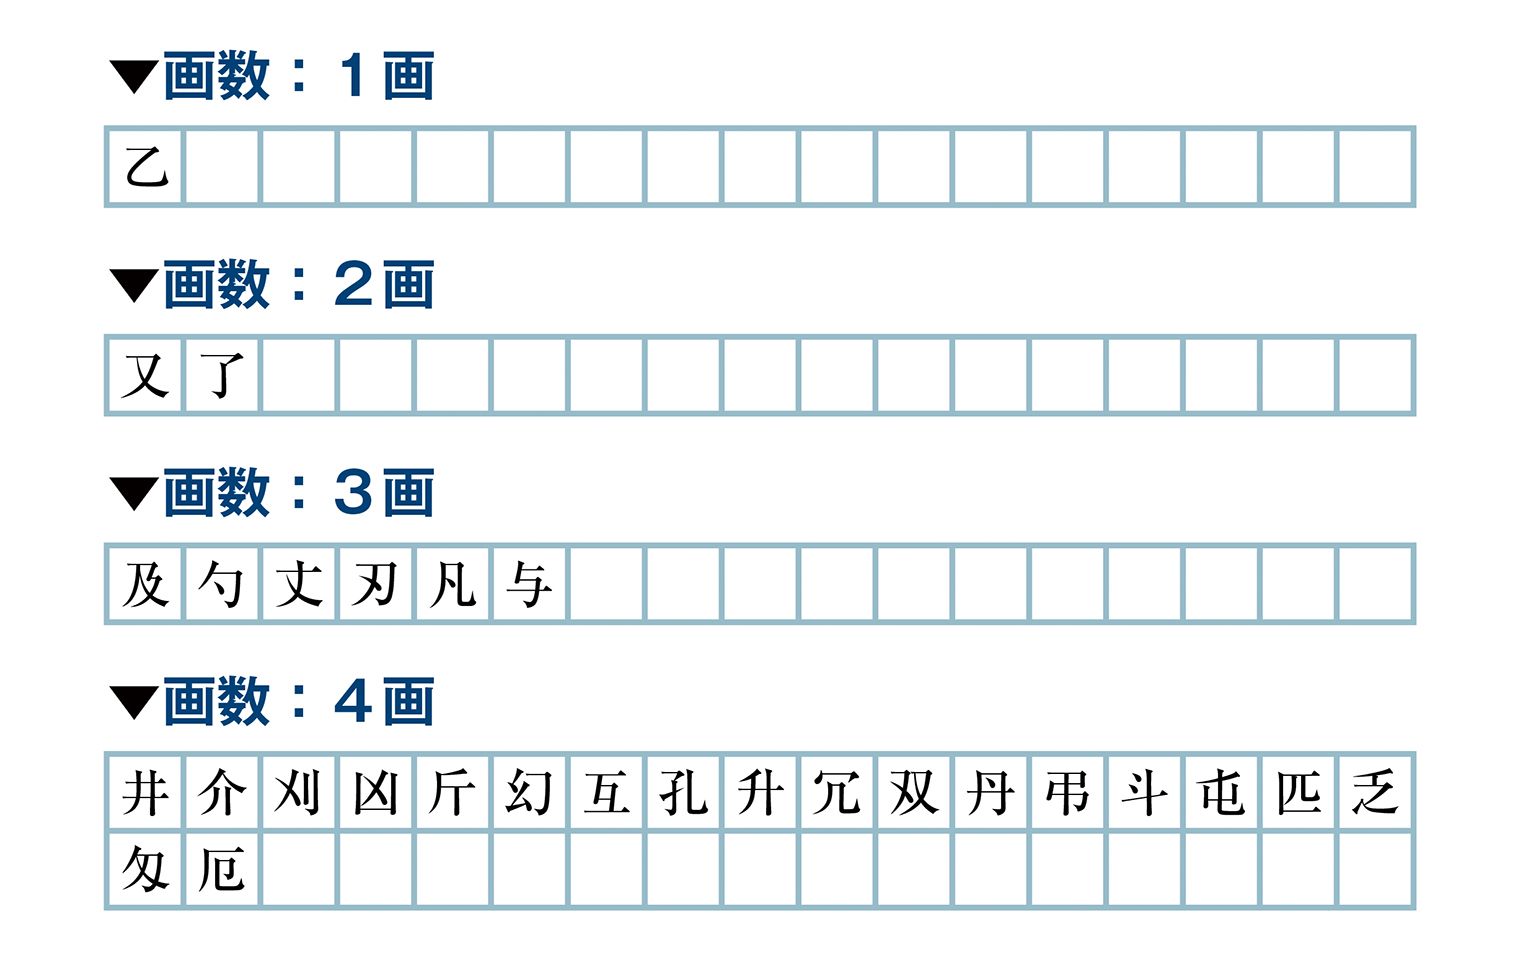 ▼画数：１画
乙
▼画数：２画
又了
▼画数：３画
及勺丈刃凡与
▼画数：４画
井介刈凶斤幻互孔升冗双丹弔斗屯匹乏
匁厄